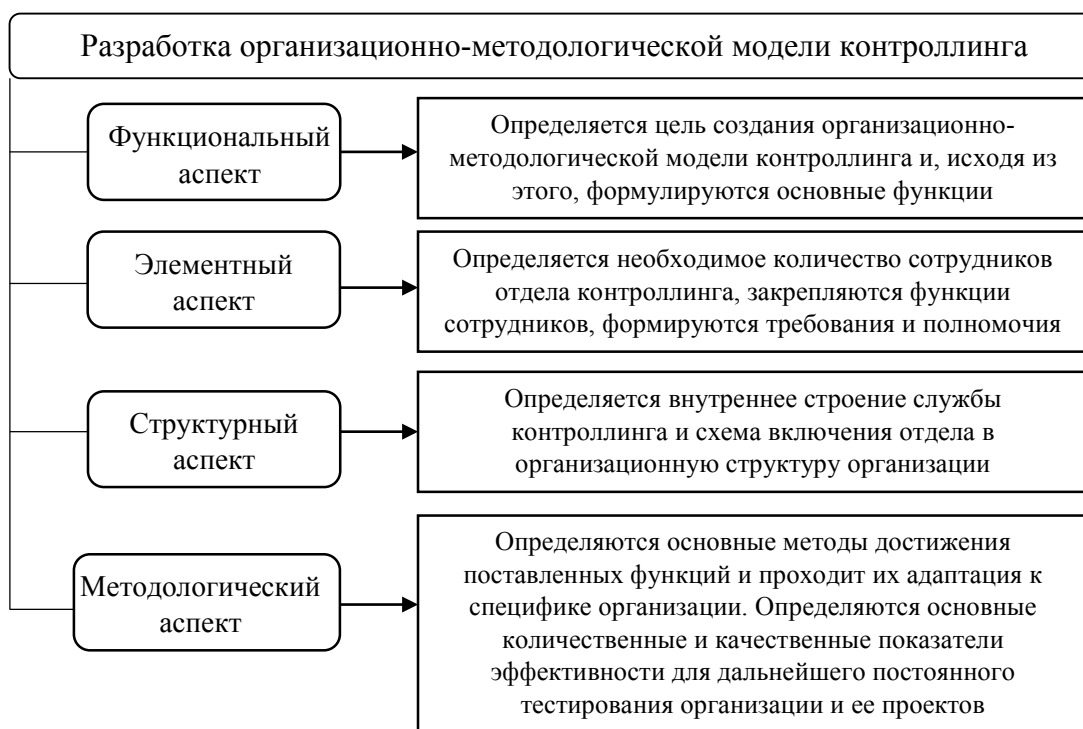 Разработка организационно-методологической модели контроллинга
Функциональный
аспект
Определяется цель создания организационно-
методологической модели контроллинга и, исходя из
этого, формулируются основные функции
Элементный
аспект
Определяется необходимое количество сотрудников
отдела контроллинга, закрепляются функции
сотрудников, формируются требования и полномочия
Структурный
аспект
Определяется внутреннее строение службы
контроллинга и схема включения отдела в
организационную структуру организации
Методологический
аспект
Определяются основные методы достижения
поставленных функций и проходит их адаптация к
специфике организации. Определяются основные
количественные и качественные показатели
эффективности для дальнейшего постоянного
тестирования организации и ее проектов